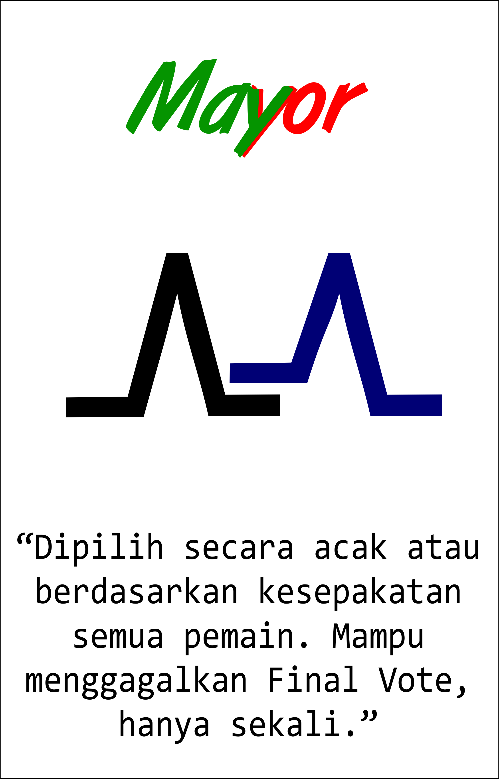 Mayor
“Dipilih secara acak atau
berdasarkan kesepakatan
semua pemain. Mampu
menggagalkan Final Vote,
hanya sekali.”